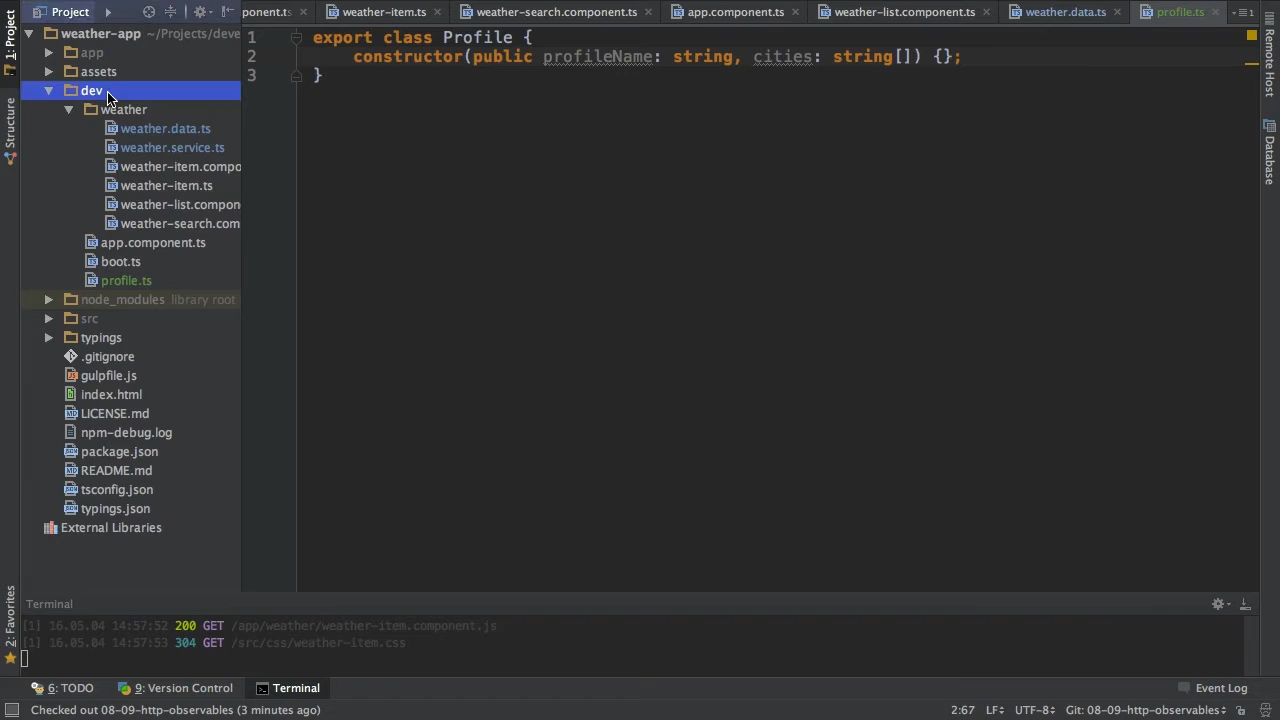 Project
ponent.ts
weather-item.ts
weather-search.component.ts
app.component.ts
weather-list.component.ts
weather.data.ts
profile.ts
1
1: Project
Structure
2: Favorites
weather-app ~/Projects/deve
app
assets
dev
weather
weather.data.ts
weather.service.ts
weather-item.compo
weather-item.ts
weather-list.compon
weather-search.com
app.component.ts
boot.ts
profile.ts
node_modules library root
src
typings
.gitignore
gulpfile.js
index.html
LICENSE.md
npm-debug.log
package.json
README.md
tsconfig.json
typings.json
External Libraries
1 export class Profile {
2 constructor(public profileName: string, cities: string[]) {};
3 }
Remote Host
Database
Terminal
[1] 16.05.04 14:57:52 200 GET /app/weather/weather-item.component.js
[1] 16.05.04 14:57:53 304 GET /src/css/weather-item.css
6: TODO
9: Version Control
Terminal
Event Log
Checked out 08-09-http-observables (3 minutes ago)
2:67 LF UTF-8 Git: 08-09-http-observables